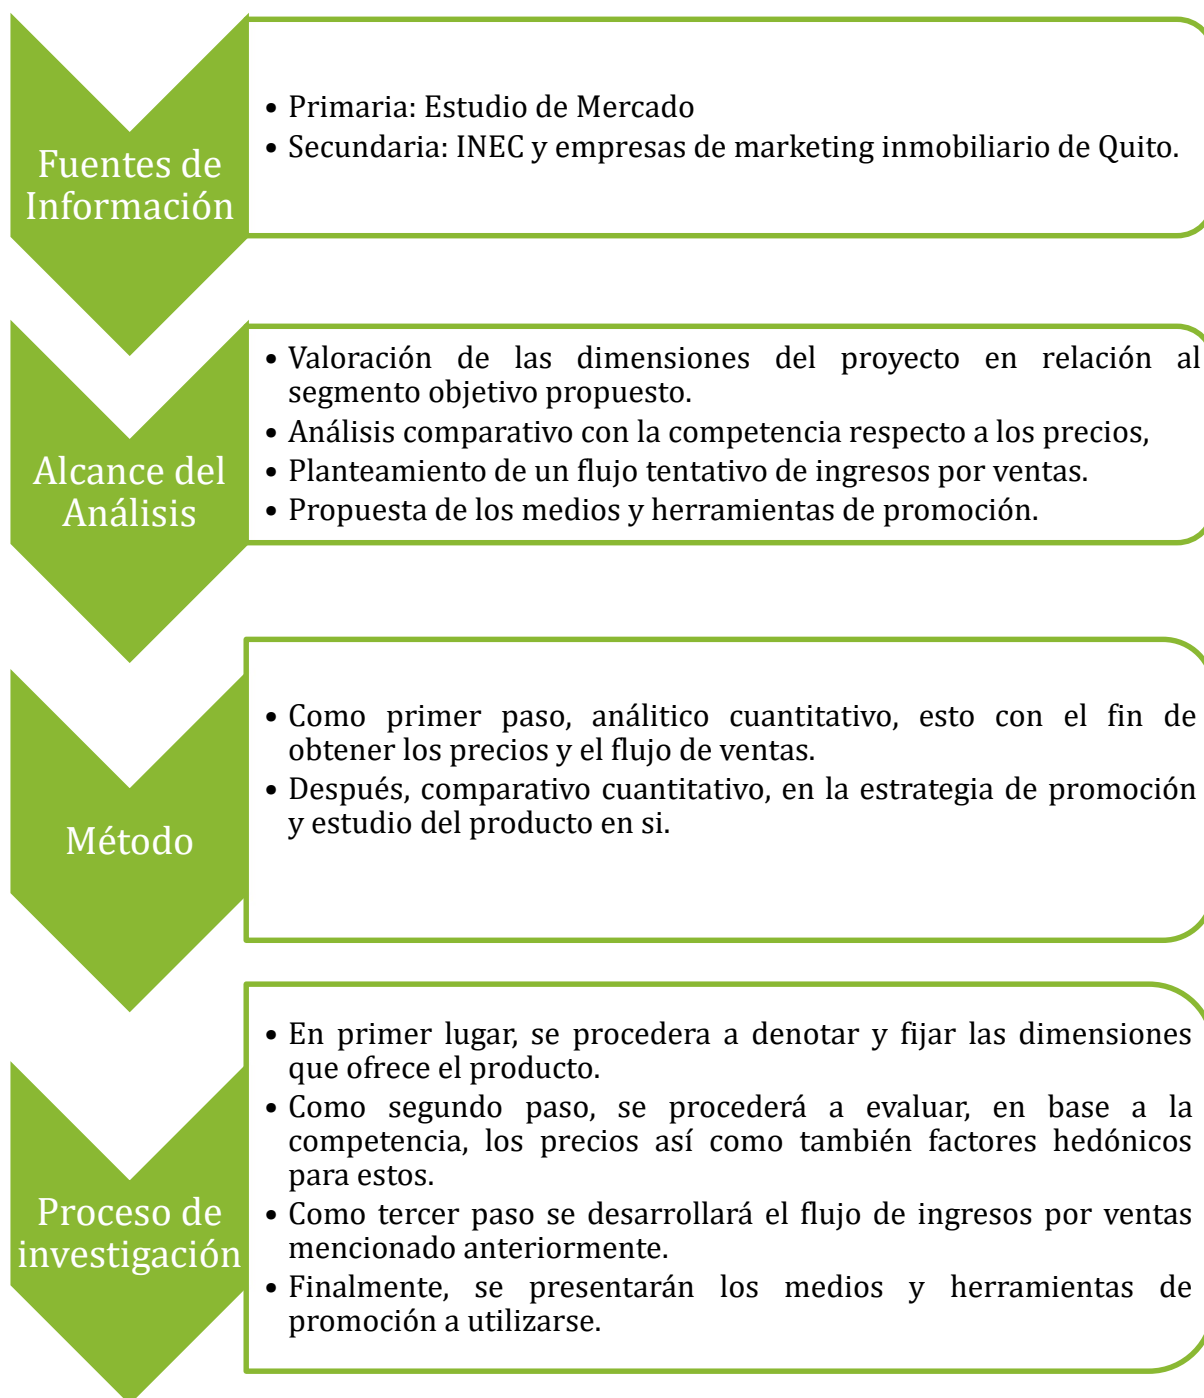 Fuentes de
Información
• Primaria: Estudio de Mercado
• Secundaria: INEC y empresas de marketing inmobiliario de Quito.
Alcance del
Análisis
• Valoración de las dimensiones del proyecto en relación al
segmento objetivo propuesto.
• Análisis comparativo con la competencia respecto a los precios,
• Planteamiento de un flujo tentativo de ingresos por ventas.
• Propuesta de los medios y herramientas de promoción.
Método
• Como primer paso, análitico cuantitativo, esto con el fin de
obtener los precios y el flujo de ventas.
• Después, comparativo cuantitativo, en la estrategia de promoción
y estudio del producto en si.
Proceso de
investigación
• En primer lugar, se procedera a denotar y fijar las dimensiones
que ofrece el producto.
• Como segundo paso, se procederá a evaluar, en base a la
competencia, los precios así como también factores hedónicos
para estos.
• Como tercer paso se desarrollará el flujo de ingresos por ventas
mencionado anteriormente.
• Finalmente, se presentarán los medios y herramientas de
promoción a utilizarse.